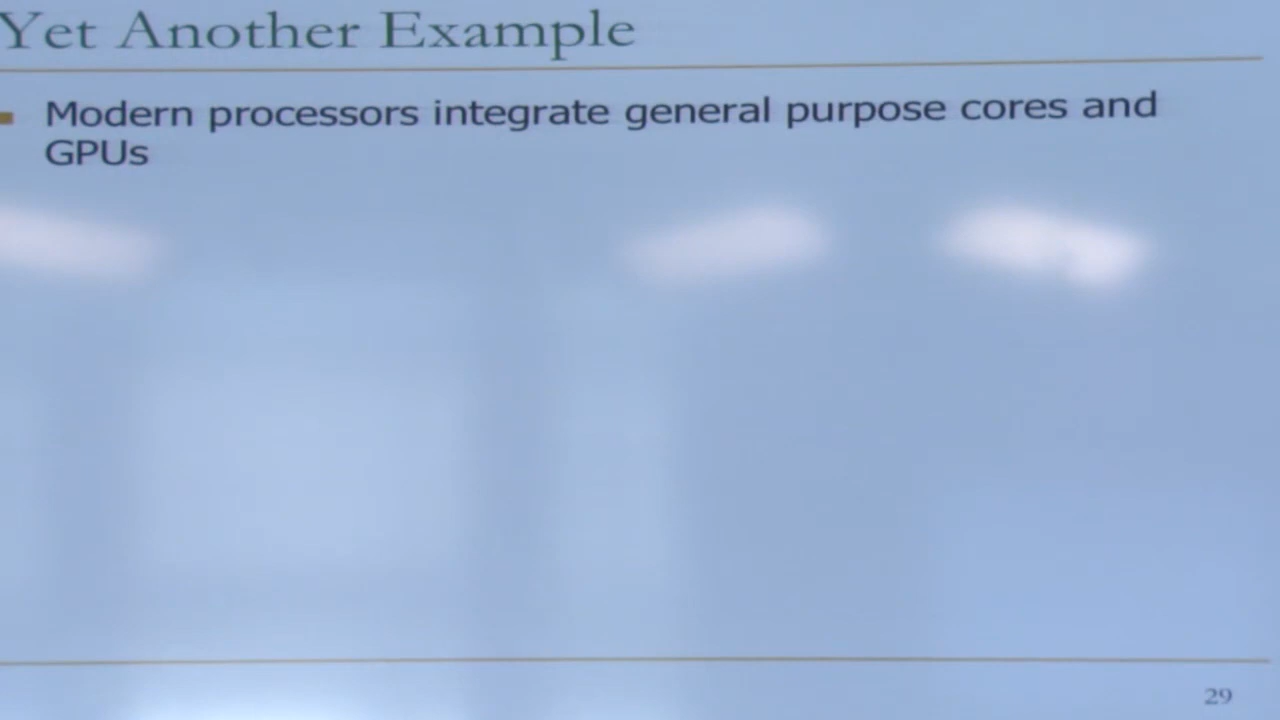 Yet Another Example
Modern processors integrate general purpose cores and
GPUs
29